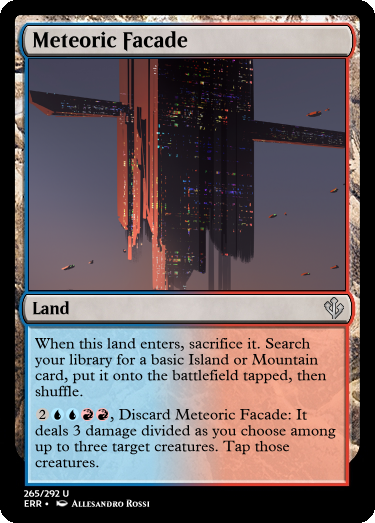 Meteoric Facade
Land
When this land enters, sacrifice it. Search
your library for a basic Island or Mountain
card, put it onto the battlefield tapped, then
shuffle.
2, Discard Meteoric Facade: It
deals 3 damage divided as you choose among
up to three target creatures. Tap those
creatures.
265/292 U
ERR • Allesandro Rossi